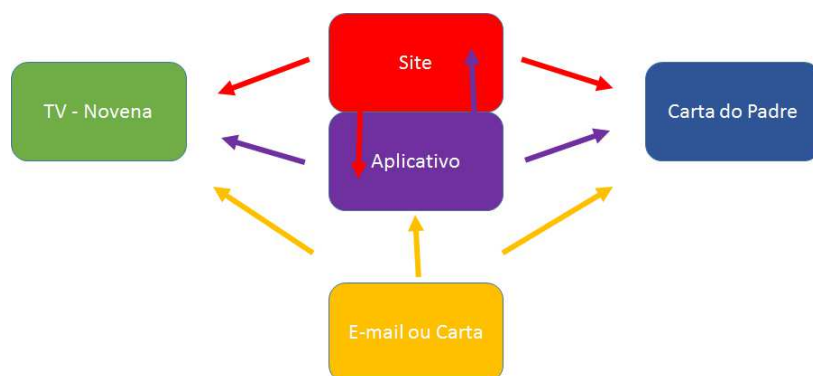 Site
TV - Novena
Carta do Padre
Aplicativo
E-mail ou Carta